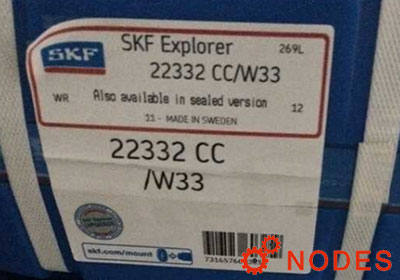 SKF
SKF Explorer
269L
22332 CC/W33
WR
Also available in sealed version
12
11 - MADE IN SWEDEN
22332 CC
/W33
skf.com/mount
NODES